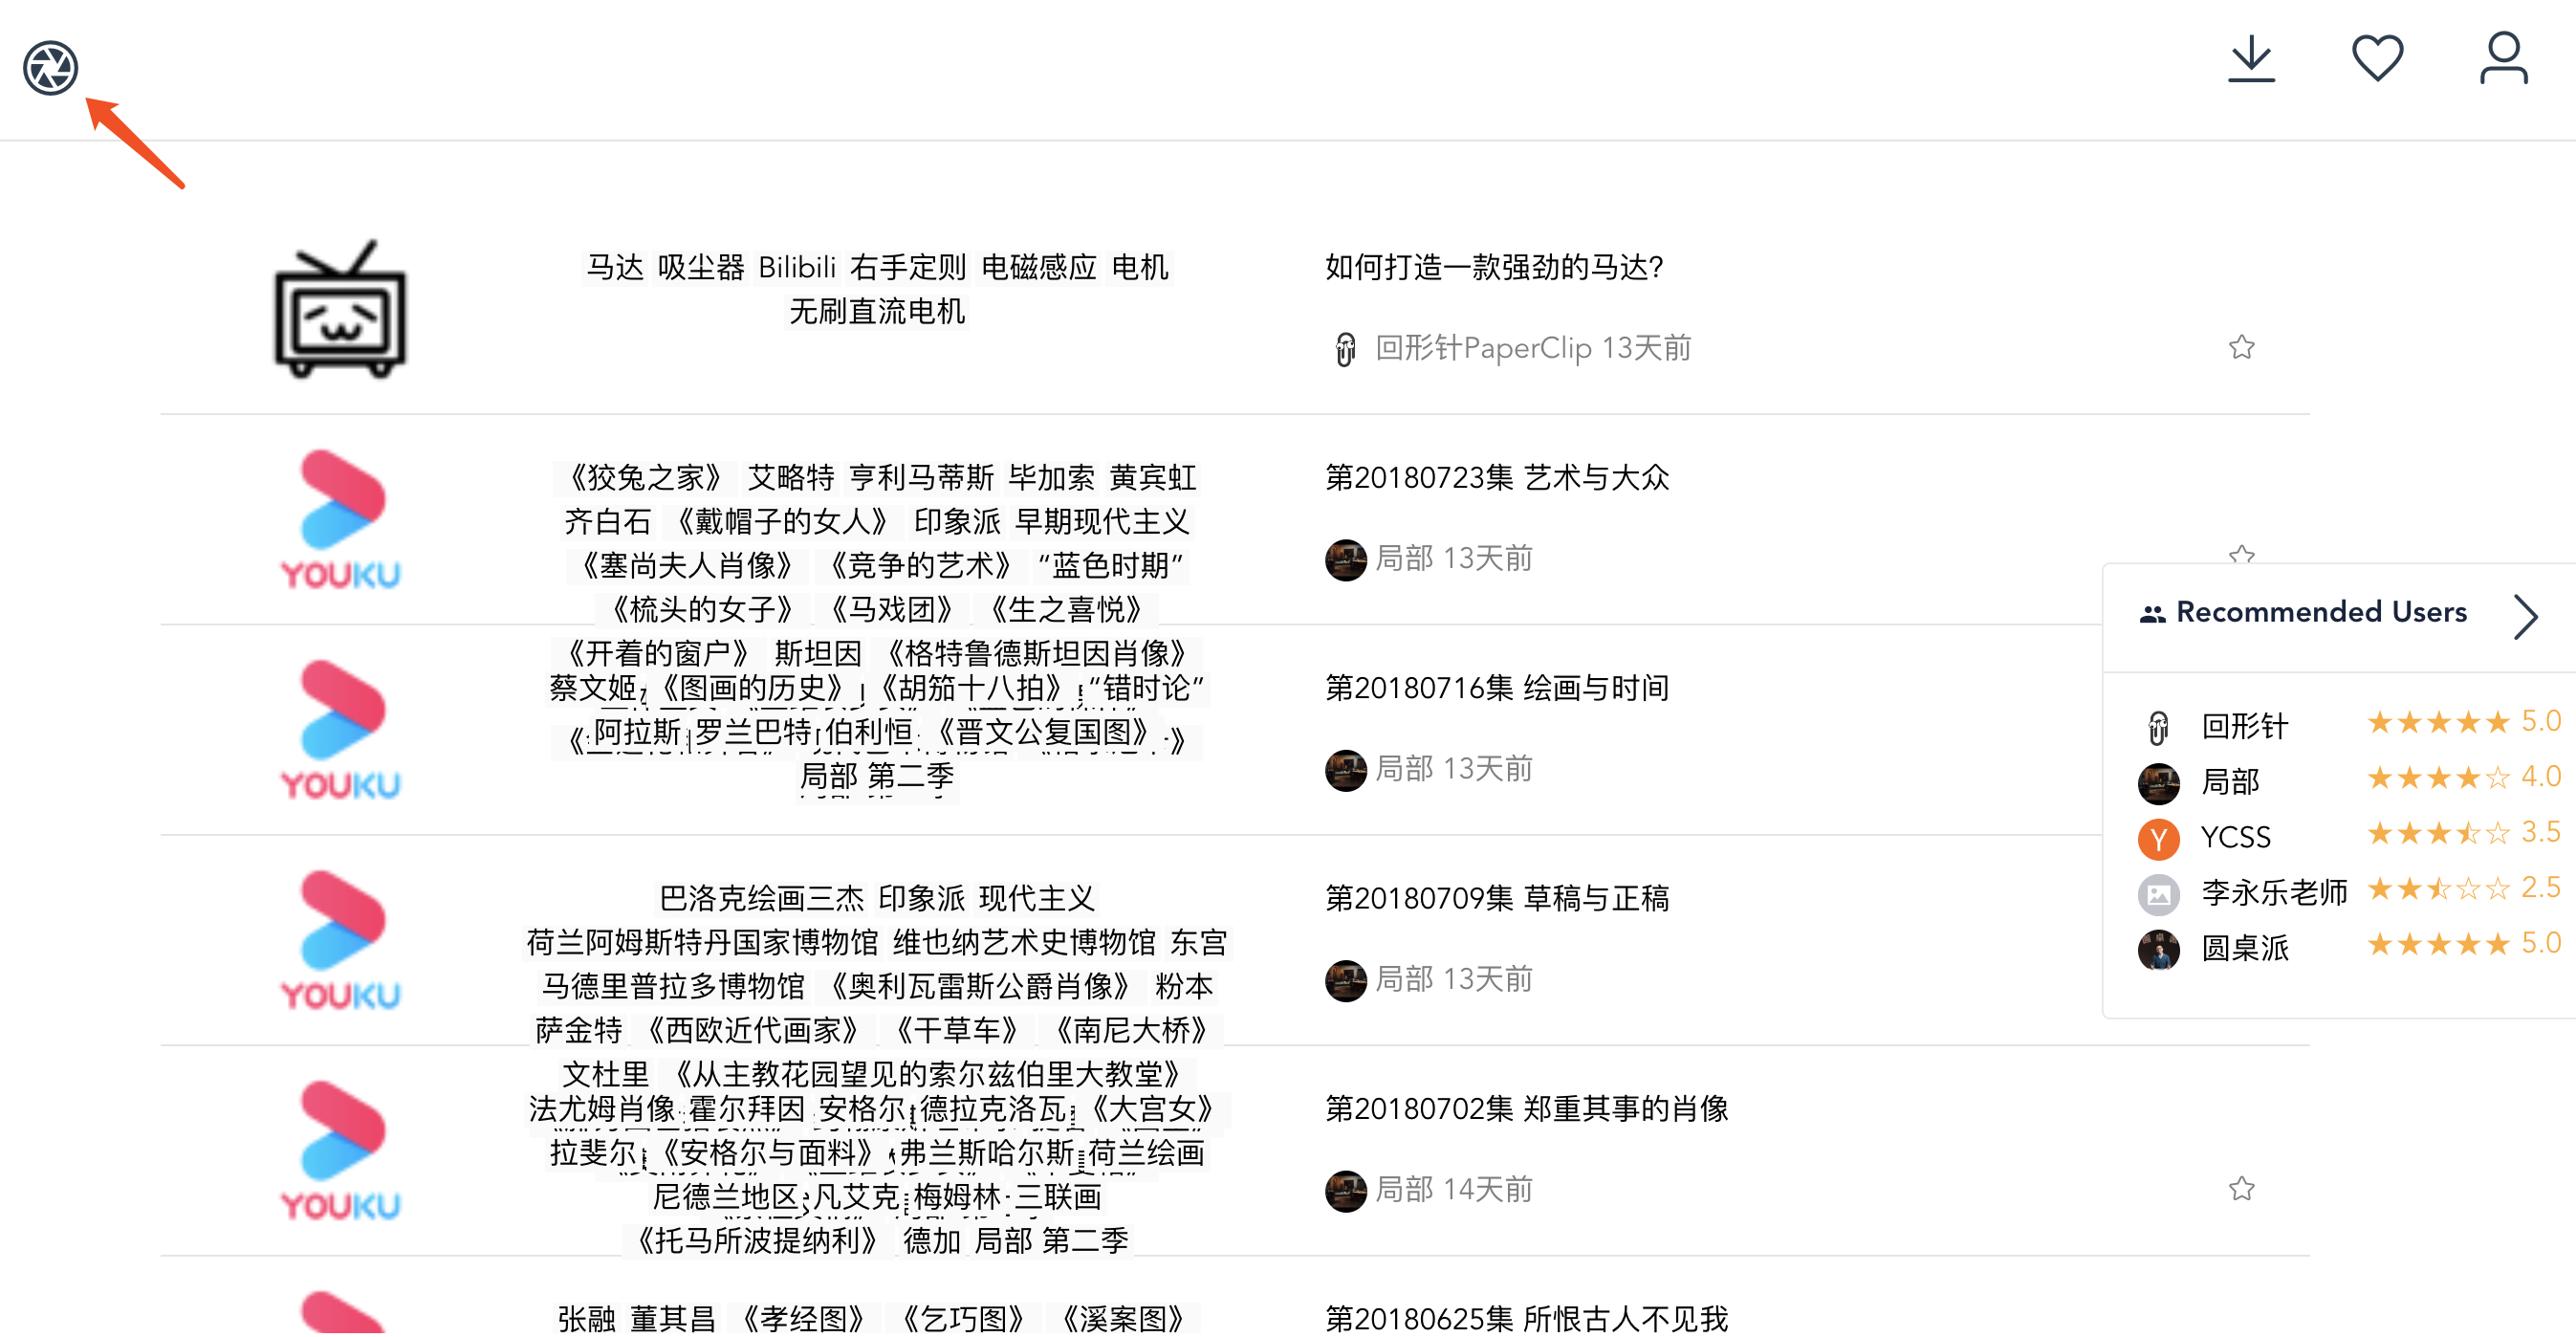 马达 吸尘器 Bilibili 右手定则 电磁感应 电机
无刷直流电机
如何打造一款强劲的马达?
回形针PaperClip 13天前
YOUKU
《狡兔之家》 艾略特 亨利马蒂斯 毕加索 黄宾虹
齐白石 《戴帽子的女人》 印象派 早期现代主义
《塞尚夫人肖像》 《竞争的艺术》 “蓝色时期”
《梳头的女子》 《马戏团》 《生之喜悦》
《开着的窗户》 斯坦因 《格特鲁德斯坦因肖像》
第20180723集 艺术与大众
局部 13天前
YOUKU
蔡文姬 《图画的历史》 《胡笳十八拍》 “错时论”
阿拉斯 罗兰巴特 伯利恒 《晋文公复国图》
局部 第二季
第20180716集 绘画与时间
局部 13天前
YOUKU
巴洛克绘画三杰 印象派 现代主义
荷兰阿姆斯特丹国家博物馆 维也纳艺术史博物馆 东宫
马德里普拉多博物馆 《奥利瓦雷斯公爵肖像》 粉本
萨金特 《西欧近代画家》 《干草车》 《南尼大桥》
文杜里 《从主教花园望见的索尔兹伯里大教堂》
第20180709集 草稿与正稿
局部 13天前
YOUKU
法尤姆肖像 霍尔拜因 安格尔 德拉克洛瓦 《大宫女》
拉斐尔 《安格尔与面料》 弗兰斯哈尔斯 荷兰绘画
尼德兰地区 凡艾克 梅姆林 三联画
《托马所波提纳利》 德加 局部 第二季
第20180702集 郑重其事的肖像
局部 14天前
张融 董其昌 《孝经图》 《乞巧图》 《溪案图》
第20180625集 所恨古人不见我
Recommended Users
回形针 5.0
局部 4.0
Y YCSS 3.5
李永乐老师 2.5
圆桌派 5.0